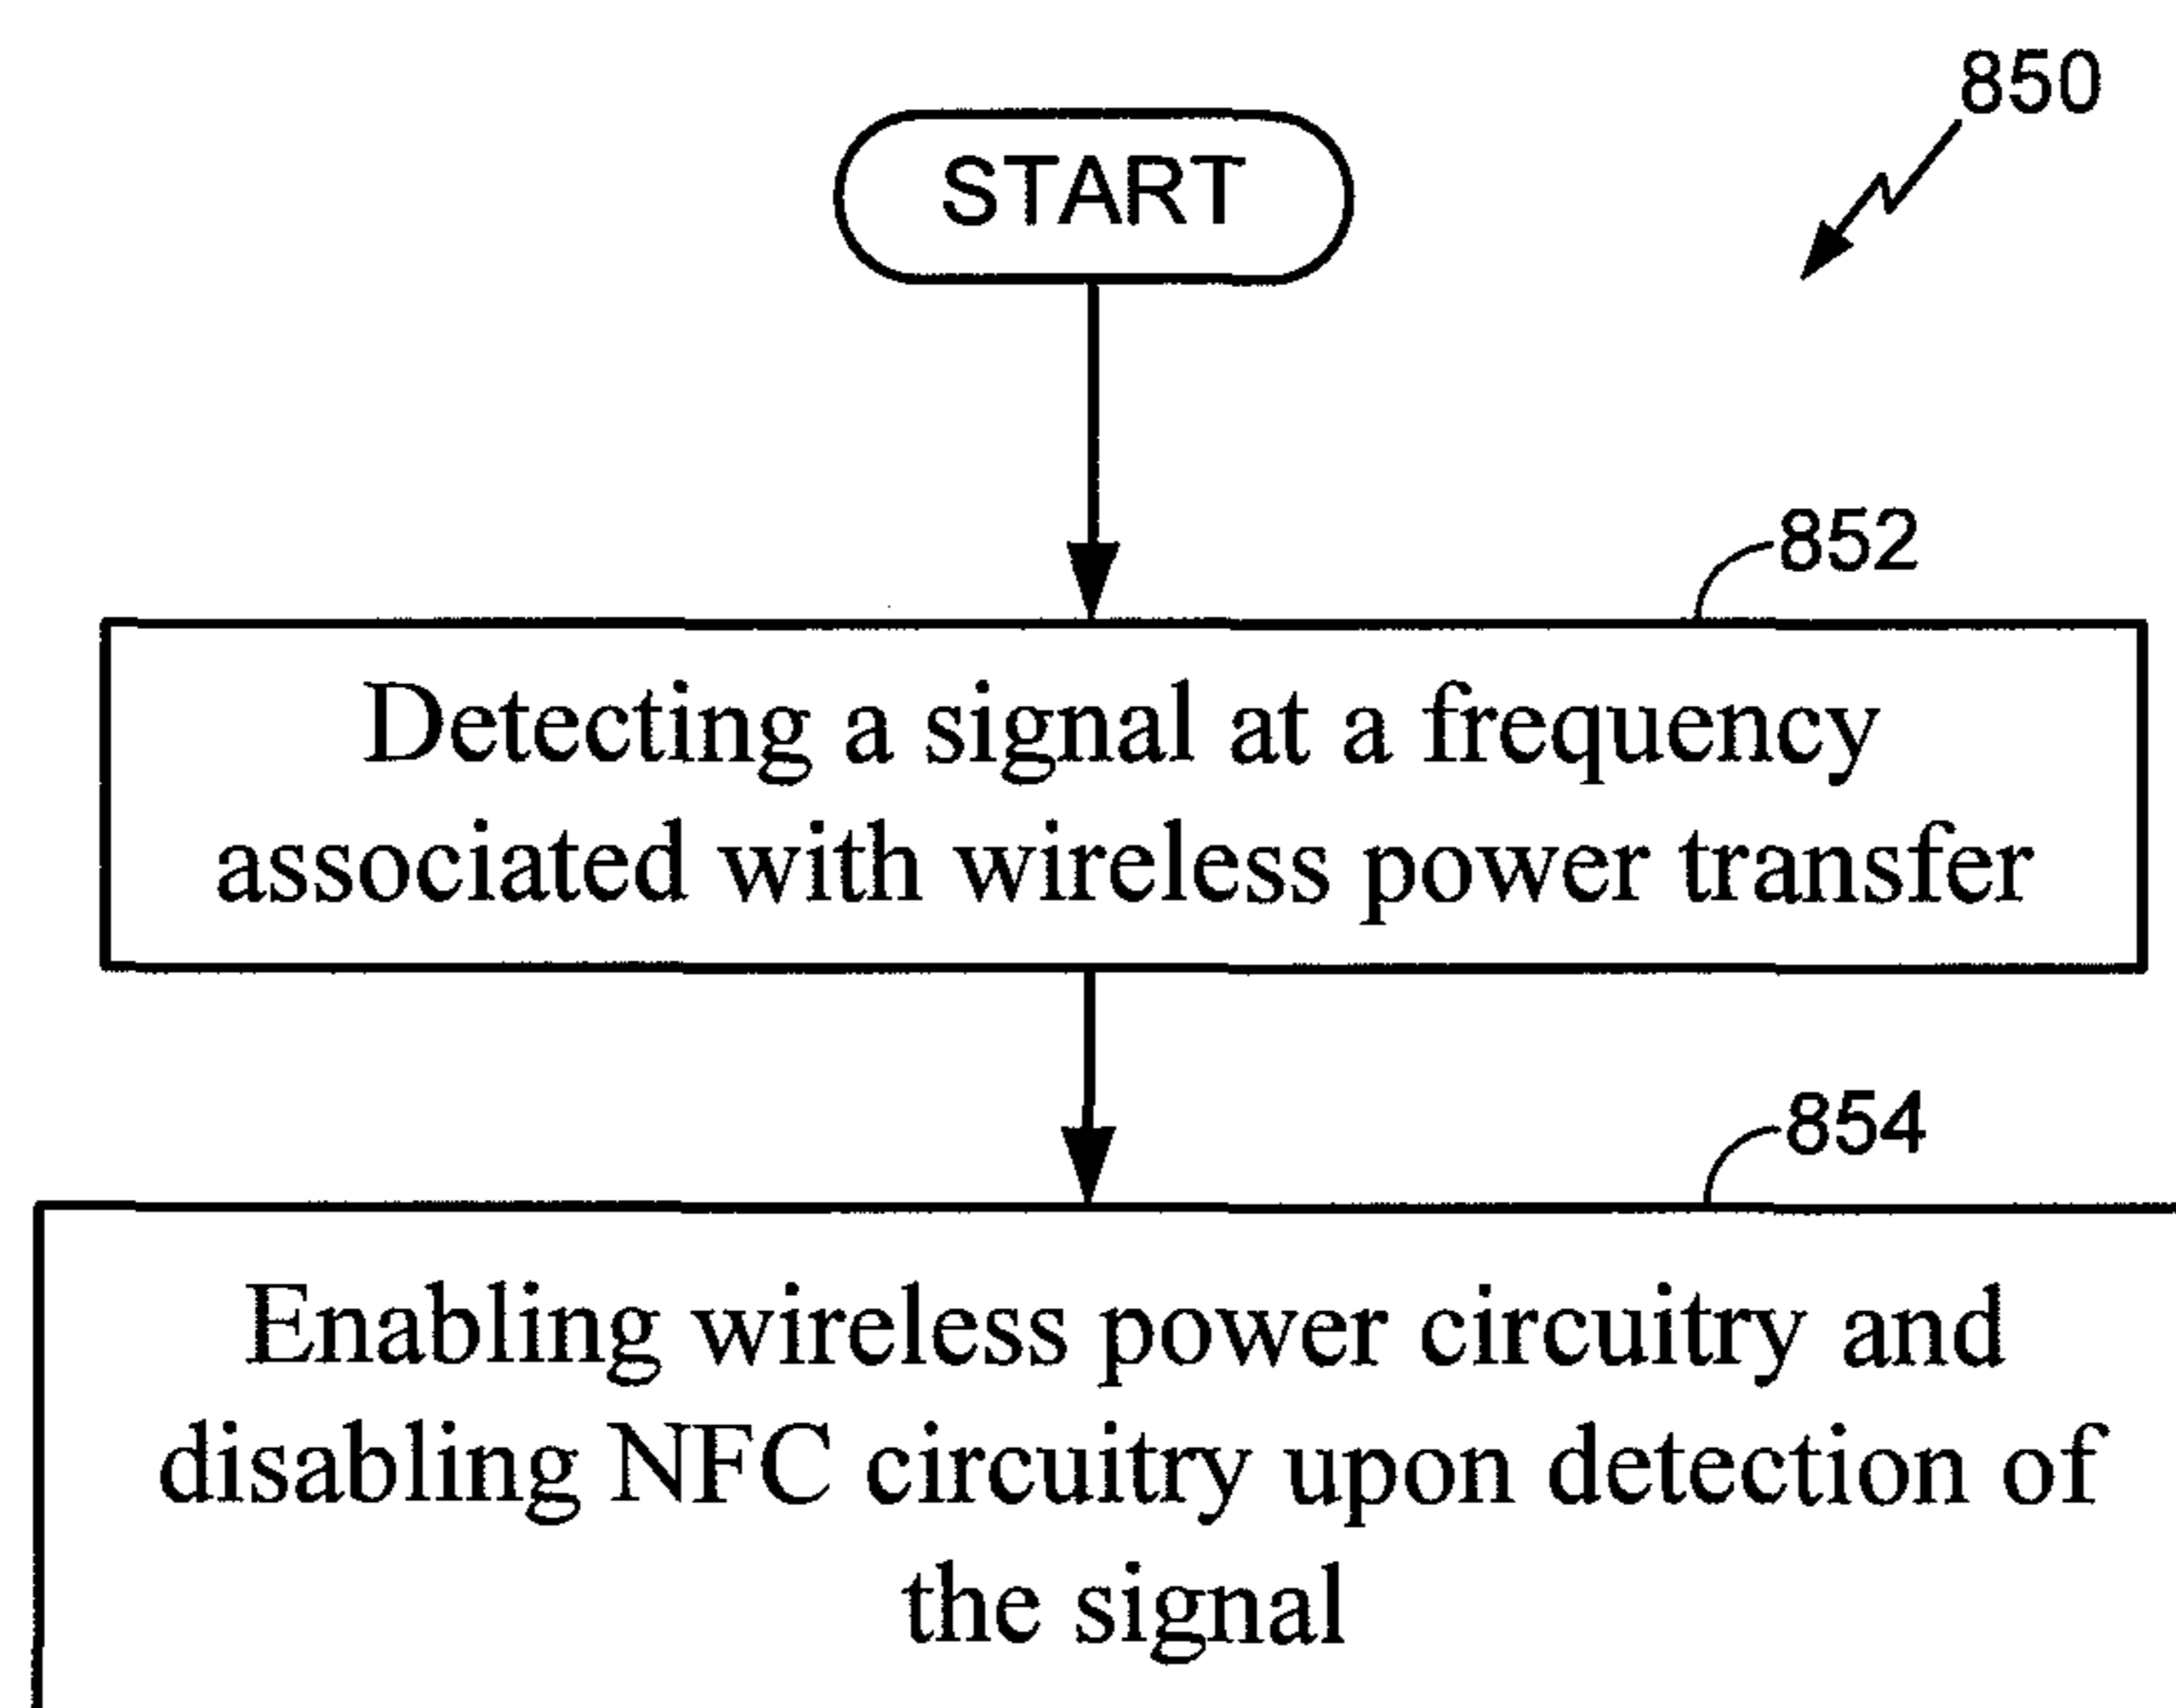 850
START
852
Detecting a signal at a frequency
associated with wireless power transfer
854
Enabling wireless power circuitry and
disabling NFC circuitry upon detection of
the signal